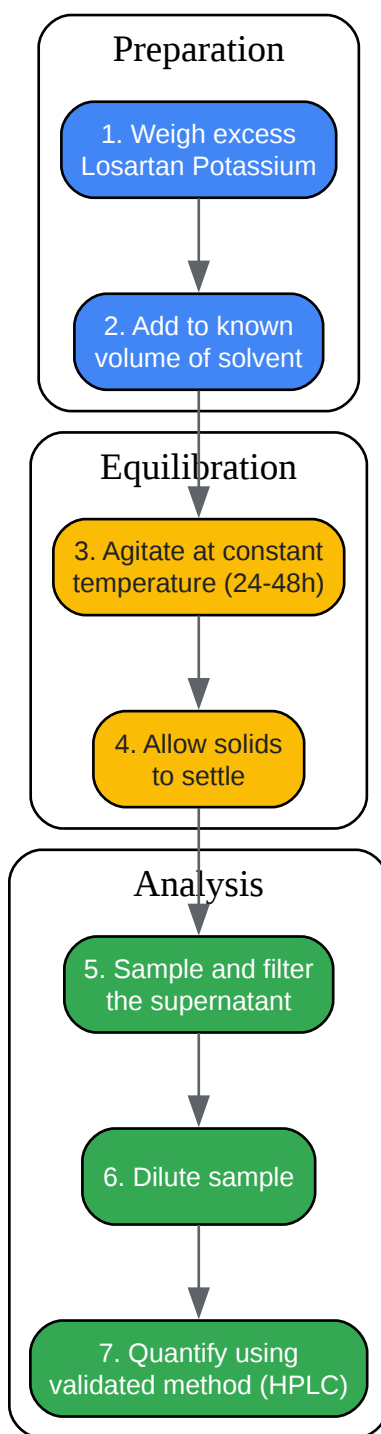 Preparation
1. Weigh excess
Losartan Potassium
2. Add to known
volume of solvent
Equilibration
3. Agitate at constant
temperature (24-48h)
4. Allow solids
to settle
Analysis
5. Sample and filter
the supernatant
6. Dilute sample
7. Quantify using
validated method (HPLC)